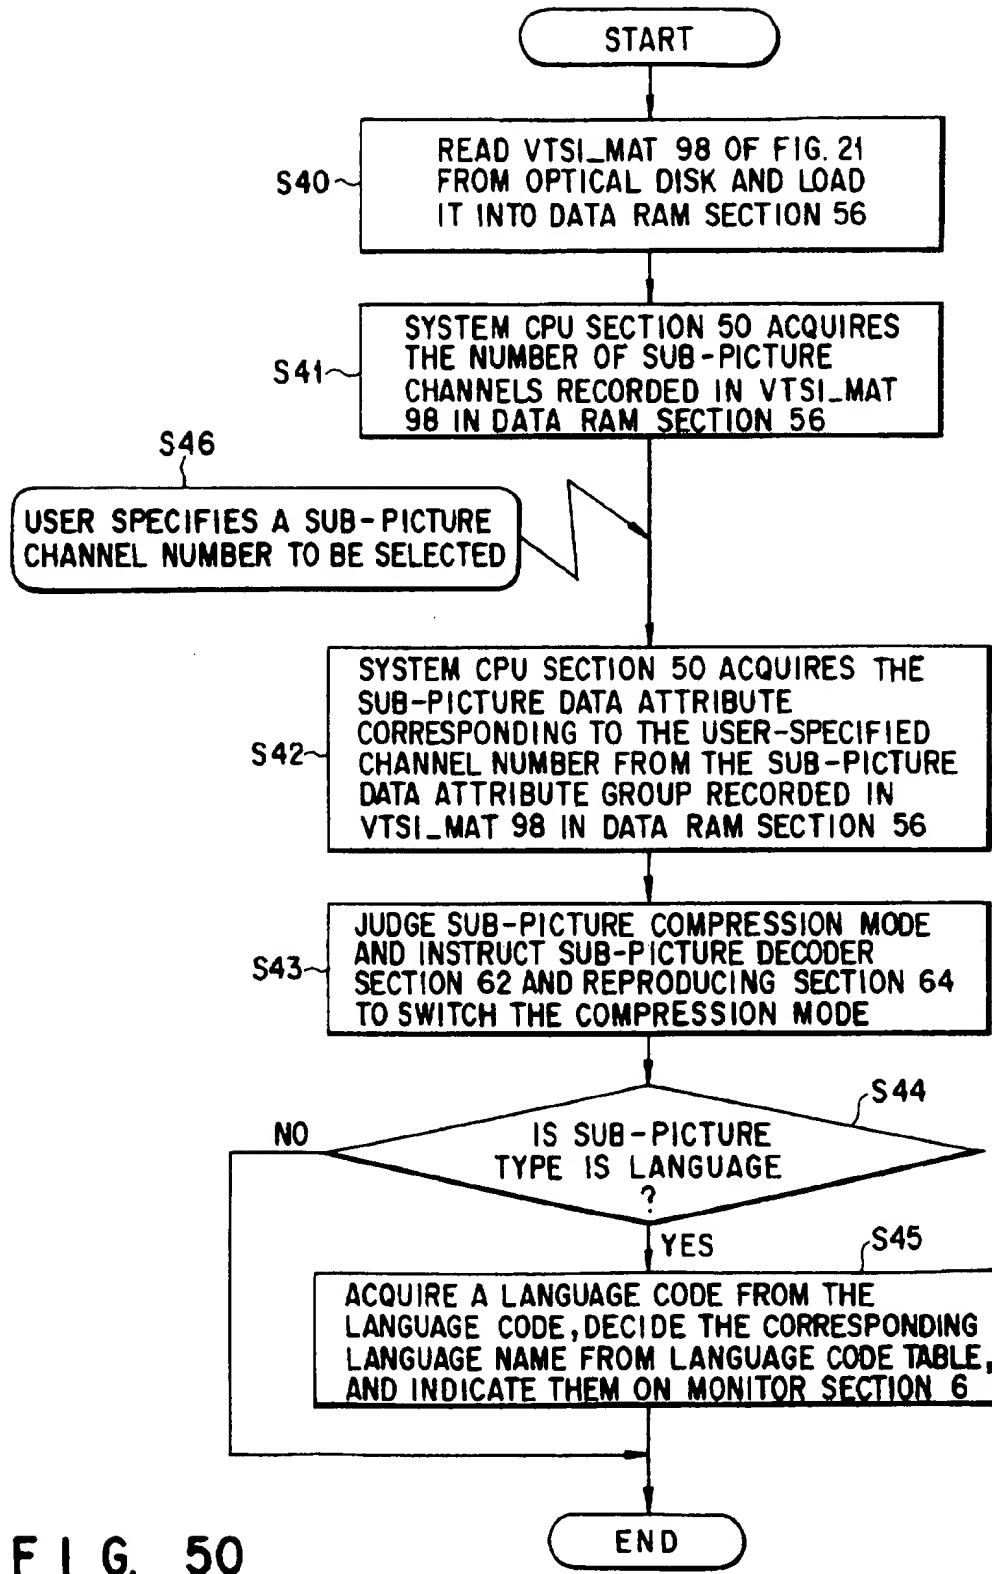 START
S40
READ VTSI_MAT 98 OF FIG. 21
FROM OPTICAL DISK AND LOAD
IT INTO DATA RAM SECTION 56
S41
SYSTEM CPU SECTION 50 ACQUIRES
THE NUMBER OF SUB-PICTURE
CHANNELS RECORDED IN VTSI_MAT
98 IN DATA RAM SECTION 56
S46
USER SPECIFIES A SUB-PICTURE
CHANNEL NUMBER TO BE SELECTED
S42
SYSTEM CPU SECTION 50 ACQUIRES THE
SUB-PICTURE DATA ATTRIBUTE
CORRESPONDING TO THE USER-SPECIFIED
CHANNEL NUMBER FROM THE SUB-PICTURE
DATA ATTRIBUTE GROUP RECORDED IN
VTSI_MAT 98 IN DATA RAM SECTION 56
S43
JUDGE SUB-PICTURE COMPRESSION MODE
AND INSTRUCT SUB-PICTURE DECODER
SECTION 62 AND REPRODUCING SECTION 64
TO SWITCH THE COMPRESSION MODE
S44
NO
IS SUB-PICTURE
TYPE IS LANGUAGE
?
YES
S45
ACQUIRE A LANGUAGE CODE FROM THE
LANGUAGE CODE, DECIDE THE CORRESPONDING
LANGUAGE NAME FROM LANGUAGE CODE TABLE,
AND INDICATE THEM ON MONITOR SECTION 6
END
FIG. 50